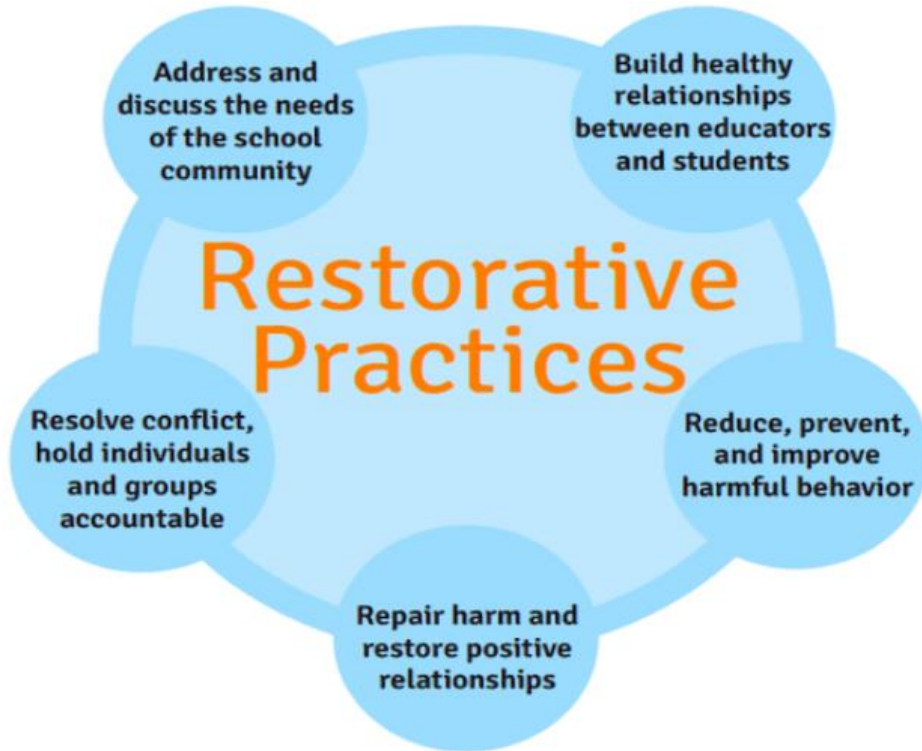 Address and
discuss the needs
of the school
community
Build healthy
relationships
between educators
and students
Restorative
Practices
Resolve conflict,
hold individuals
and groups
accountable
Reduce, prevent,
and improve
harmful behavior
Repair harm and
restore positive
relationships